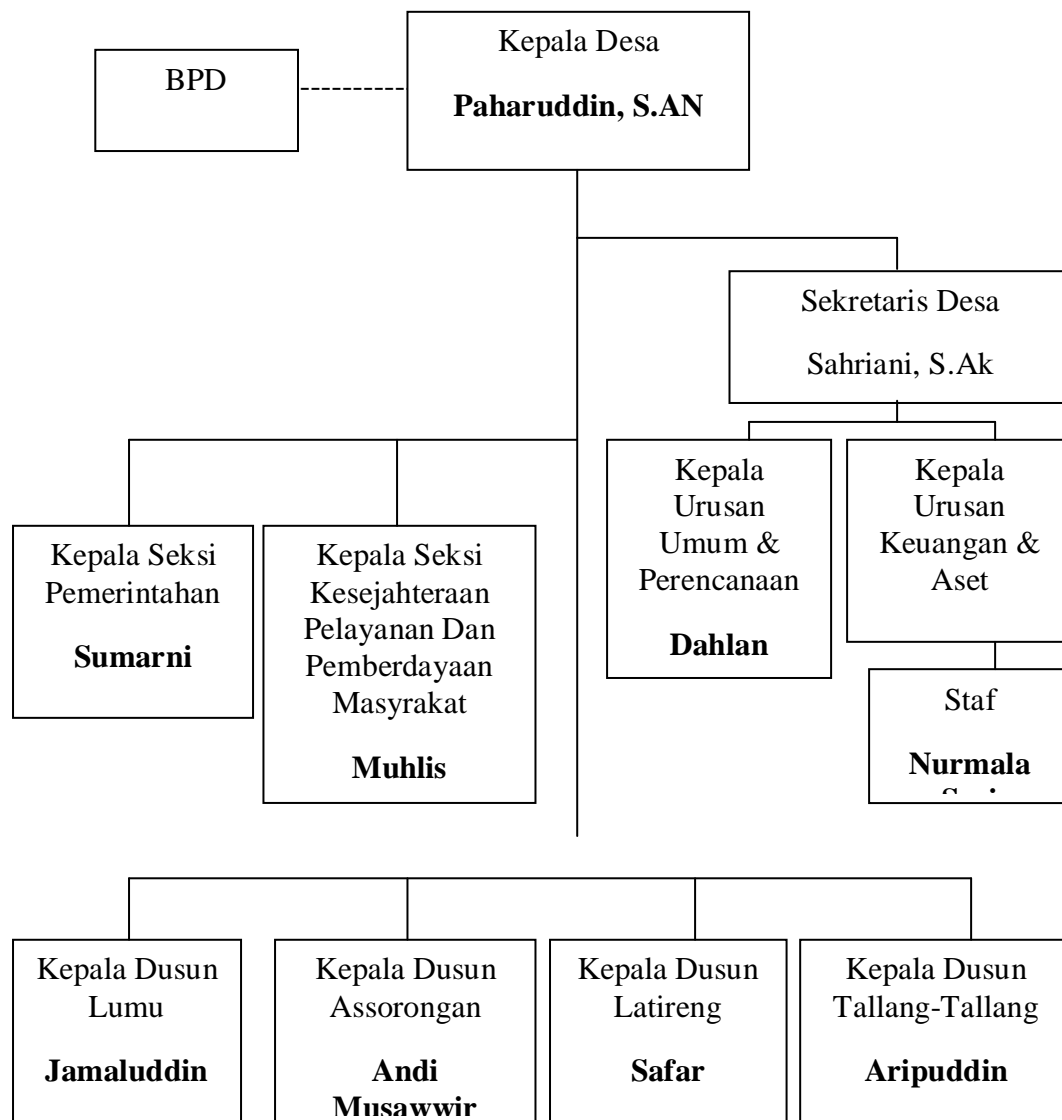 Kepala Desa
Paharuddin, S.AN
BPD
Sekretaris Desa
Sahriani, S.Ak
Kepala Seksi
Pemerintahan
Sumarni
Kepala Seksi
Kesejahteraan
Pelayanan Dan
Pemberdayaan
Masyrakat
Muhlis
Kepala
Urusan
Umum &
Perencanaan
Dahlan
Kepala
Urusan
Keuangan &
Aset
Staf
Nurmala
Kepala Dusun
Lumu
Jamaluddin
Kepala Dusun
Assorongan
Andi
Musawwir
Kepala Dusun
Latireng
Safar
Kepala Dusun
Tallang-Tallang
Aripuddin